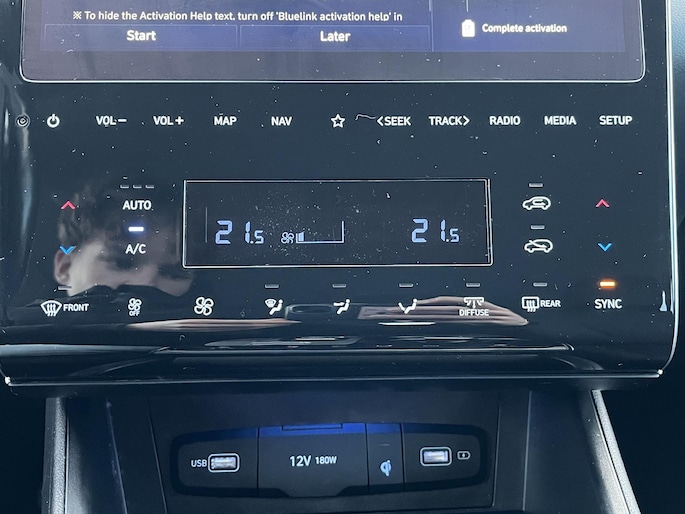 ※ To hide the Activation Help text, turn off 'Bluelink activation help' in
Start Later Complete activation
VOL− VOL+ MAP NAV <SEEK TRACK> RADIO MEDIA SETUP
AUTO
21.5 21.5
A/C
FRONT OFF DIFFUSE REAR SYNC
USB 12V 180W